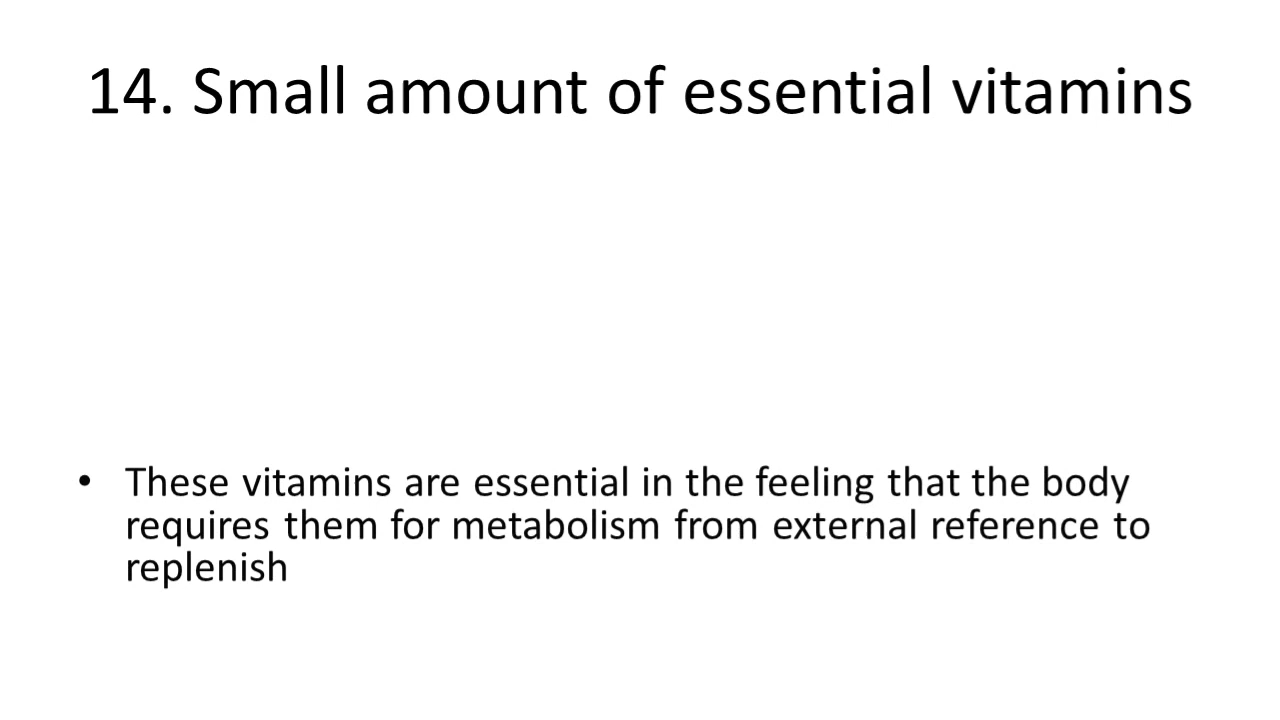 14. Small amount of essential vitamins
• These vitamins are essential in the feeling that the body
requires them for metabolism from external reference to
replenish